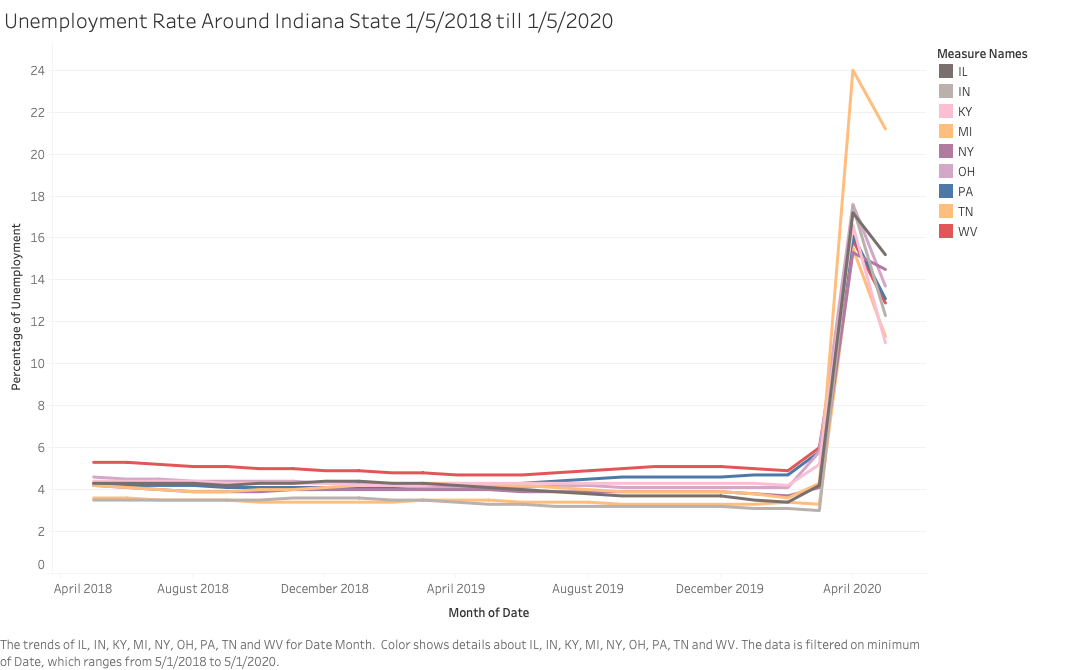 Unemployment Rate Around Indiana State 1/5/2018 till 1/5/2020
Measure Names
IL
IN
KY
MI
NY
OH
PA
TN
WV
Percentage of Unemployment
24
22
20
18
16
14
12
10
8
6
4
2
0
April 2018
August 2018
December 2018
April 2019
August 2019
December 2019
April 2020
Month of Date
The trends of IL, IN, KY, MI, NY, OH, PA, TN and WV for Date Month.  Color shows details about IL, IN, KY, MI, NY, OH, PA, TN and WV. The data is filtered on minimum
of Date, which ranges from 5/1/2018 to 5/1/2020.